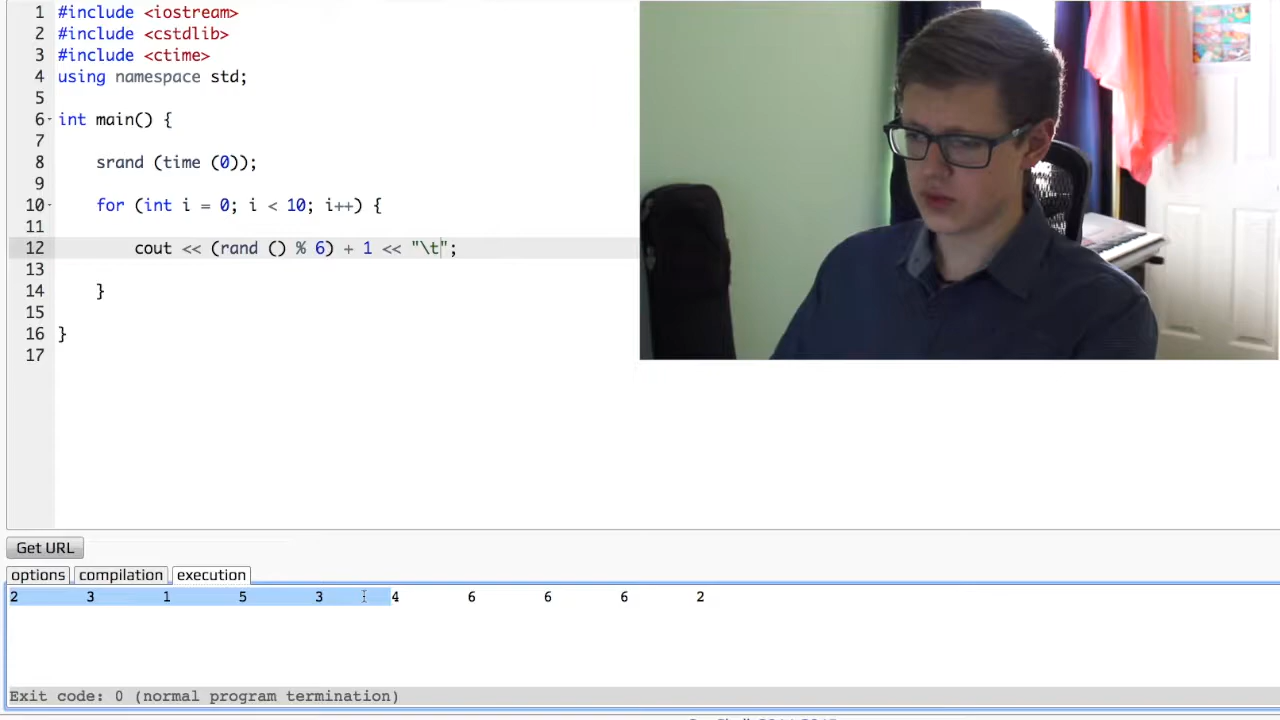 1 #include <iostream>
2 #include <cstdlib>
3 #include <ctime>
4 using namespace std;
5
6- int main() {
7
8 srand (time (0));
9
10- for (int i = 0; i < 10; i++) {
11
12 cout << (rand () % 6) + 1 << "\t";
13
14 }
15
16 }
17
Get URL
options compilation execution
2 3 1 5 3 4 6 6 6 2
Exit code: 0 (normal program termination)